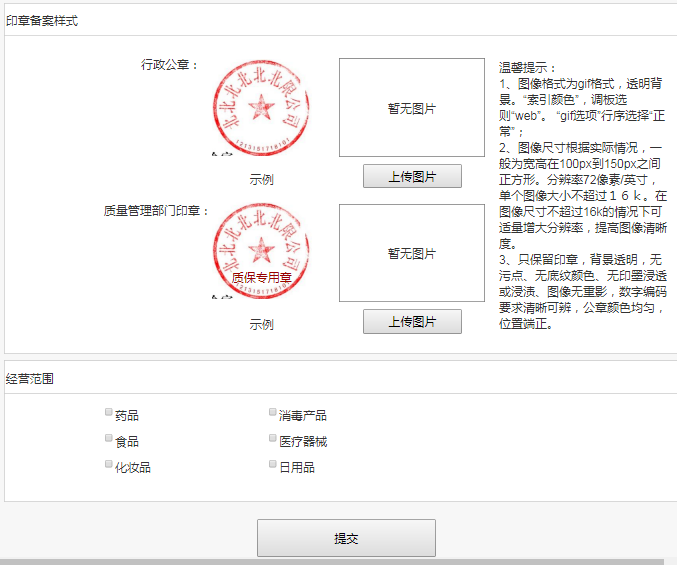 印章备案样式
行政公章：
北北北北北北限公司
1213151718101
示例
暂无图片
上传图片
质量管理部门印章：
北北北北北北限公司
质保专用章
1213151718101
示例
暂无图片
上传图片
温馨提示：
1、图像格式为gif格式，透明背
景。“索引颜色”，调板选
则“web”。 “gif选项”行序选择“正
常”；
2、图像尺寸根据实际情况，一
般为宽高在100px到150px之间
正方形。分辨率72像素/英寸，
单个图像大小不超过１６ｋ。在
图像尺寸不超过16k的情况下可
适量增大分辨率，提高图像清晰
度。
3、只保留印章，背景透明，无
污点、无底纹颜色、无印墨浸透
或浸渍、图像无重影，数字编码
要求清晰可辨，公章颜色均匀，
位置端正。
经营范围
药品
消毒产品
食品
医疗器械
化妆品
日用品
提交